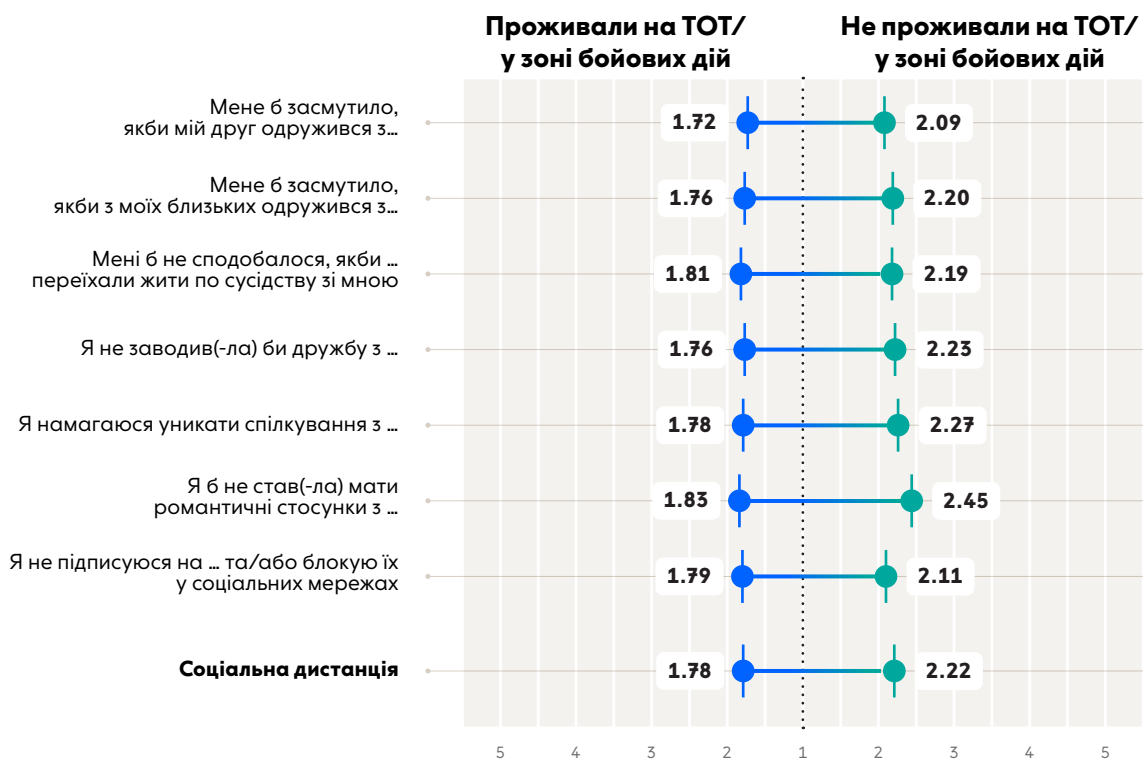 Проживали на ТОТ/
у зоні бойових дій
Не проживали на ТОТ/
у зоні бойових дій
Мене б засмутило,
якби мій друг одружився з…
1.72
2.09
Мене б засмутило,
якби з моїх близьких одружився з…
1.76
2.20
Мені б не сподобалося, якби …
переїхали жити по сусідству зі мною
1.81
2.19
Я не заводив(-ла) би дружбу з …
1.76
2.23
Я намагаюся уникати спілкування з …
1.78
2.27
Я б не став(-ла) мати
романтичні стосунки з …
1.83
2.45
Я не підписуюся на … та/або блокую їх
у соціальних мережах
1.79
2.11
Соціальна дистанція
1.78
2.22
5 4 3 2 1 2 3 4 5